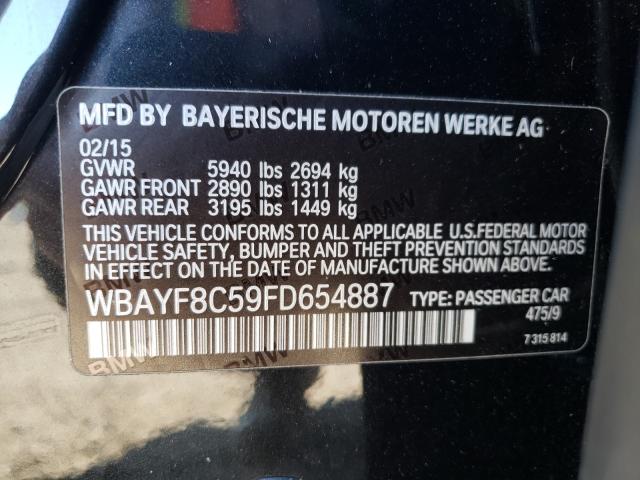 MFD BY BAYERISCHE MOTOREN WERKE AG
02/15
GVWR 5940 lbs 2694 kg
GAWR FRONT 2890 lbs 1311 kg
GAWR REAR 3195 lbs 1449 kg
THIS VEHICLE CONFORMS TO ALL APPLICABLE U.S.FEDERAL MOTOR
VEHICLE SAFETY, BUMPER AND THEFT PREVENTION STANDARDS
IN EFFECT ON THE DATE OF MANUFACTURE SHOWN ABOVE.
WBAYF8C59FD654887 TYPE: PASSENGER CAR
475/9
7 315 814